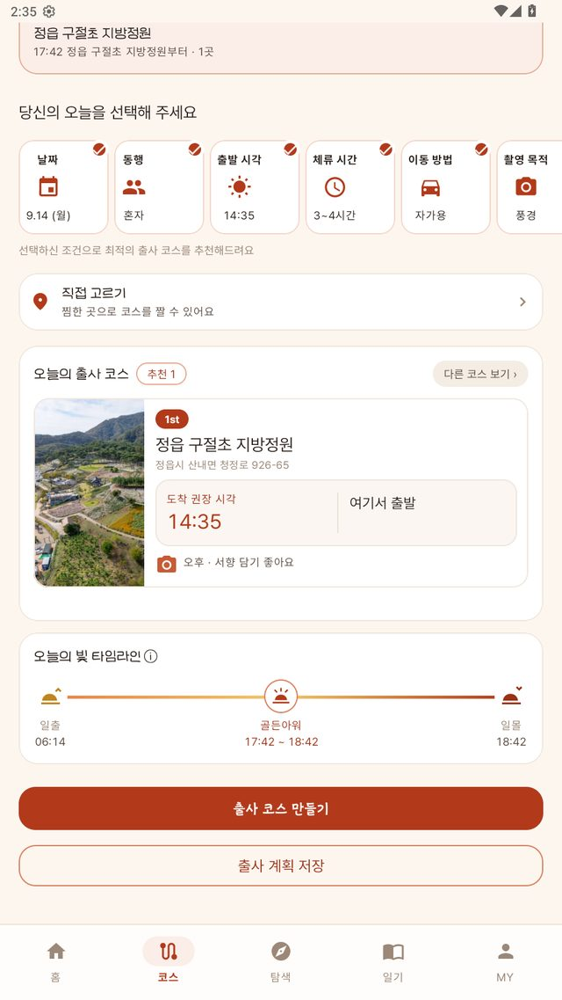 2:35
정읍 구절초 지방정원
17:42 정읍 구절초 지방정원부터 · 1곳
당신의 오늘을 선택해 주세요
날짜
9.14 (월)
동행
혼자
출발 시각
14:35
체류 시간
3~4시간
이동 방법
자가용
촬영 목적
풍경
선택하신 조건으로 최적의 출사 코스를 추천해드려요
직접 고르기
찜한 곳으로 코스를 짤 수 있어요
오늘의 출사 코스
추천 1
다른 코스 보기 ›
1st
정읍 구절초 지방정원
정읍시 산내면 청정로 926-65
도착 권장 시각
14:35
여기서 출발
오후 · 서향 담기 좋아요
오늘의 빛 타임라인
일출
06:14
골든아워
17:42 ~ 18:42
일몰
18:42
출사 코스 만들기
출사 계획 저장
홈
코스
탐색
일기
MY